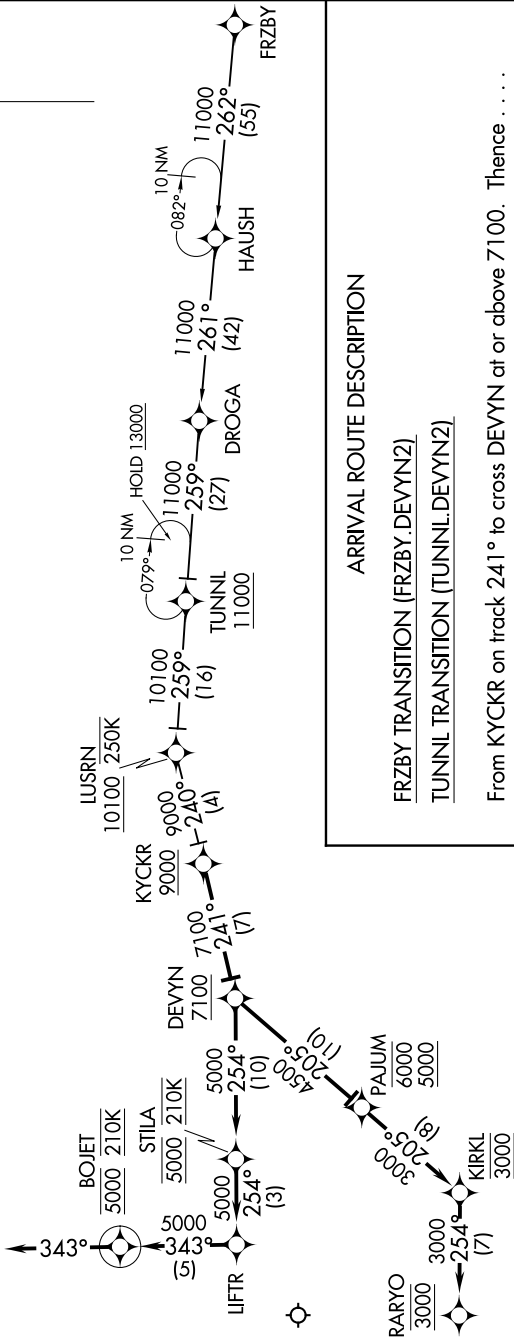 FRZBY
11000
262°
(55)
10 NM
082°
HAUSH
11000
261°
(42)
DROGA
HOLD 13000
11000
259°
(27)
10 NM
079°
TUNNL
11000
10100
259°
(16)
LUSRN
10100 250K
9000
240°
(4)
KYCKR
9000
7100
241°
(7)
DEVYN
7100
5000
254°
(10)
STILA
5000 210K
5000
254°
(3)
LIFTR
5000
343°
(5)
BOJET
5000 210K
343°
4500
205°
(10)
PAJUM
6000
5000
3000
205°
(8)
KIRKL
3000
3000
254°
(7)
RARYO
3000
ARRIVAL ROUTE DESCRIPTION
FRZBY TRANSITION (FRZBY.DEVYN2)
TUNNL TRANSITION (TUNNL.DEVYN2)
From KYCKR on track 241° to cross DEVYN at or above 7100. Thence . . . .